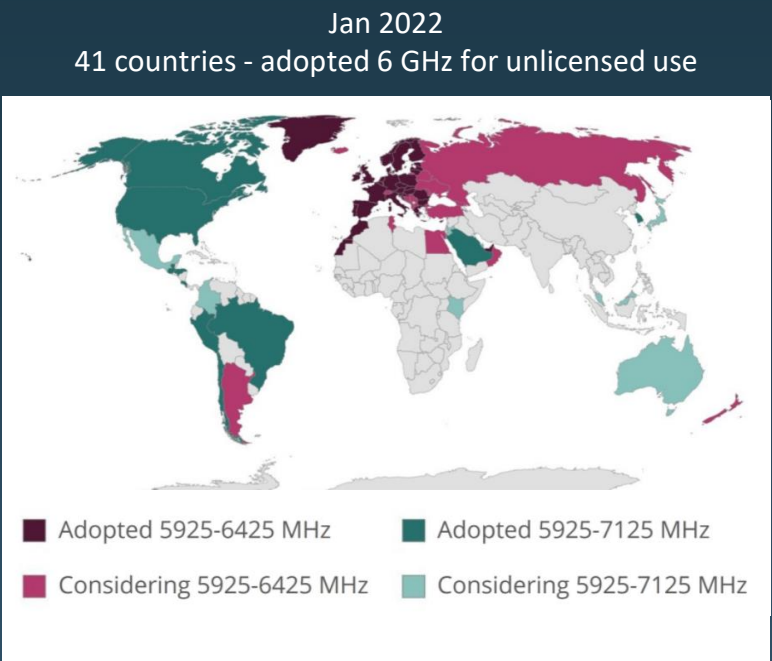 Jan 2022
41 countries - adopted 6 GHz for unlicensed use
Adopted 5925-6425 MHz
Adopted 5925-7125 MHz
Considering 5925-6425 MHz
Considering 5925-7125 MHz